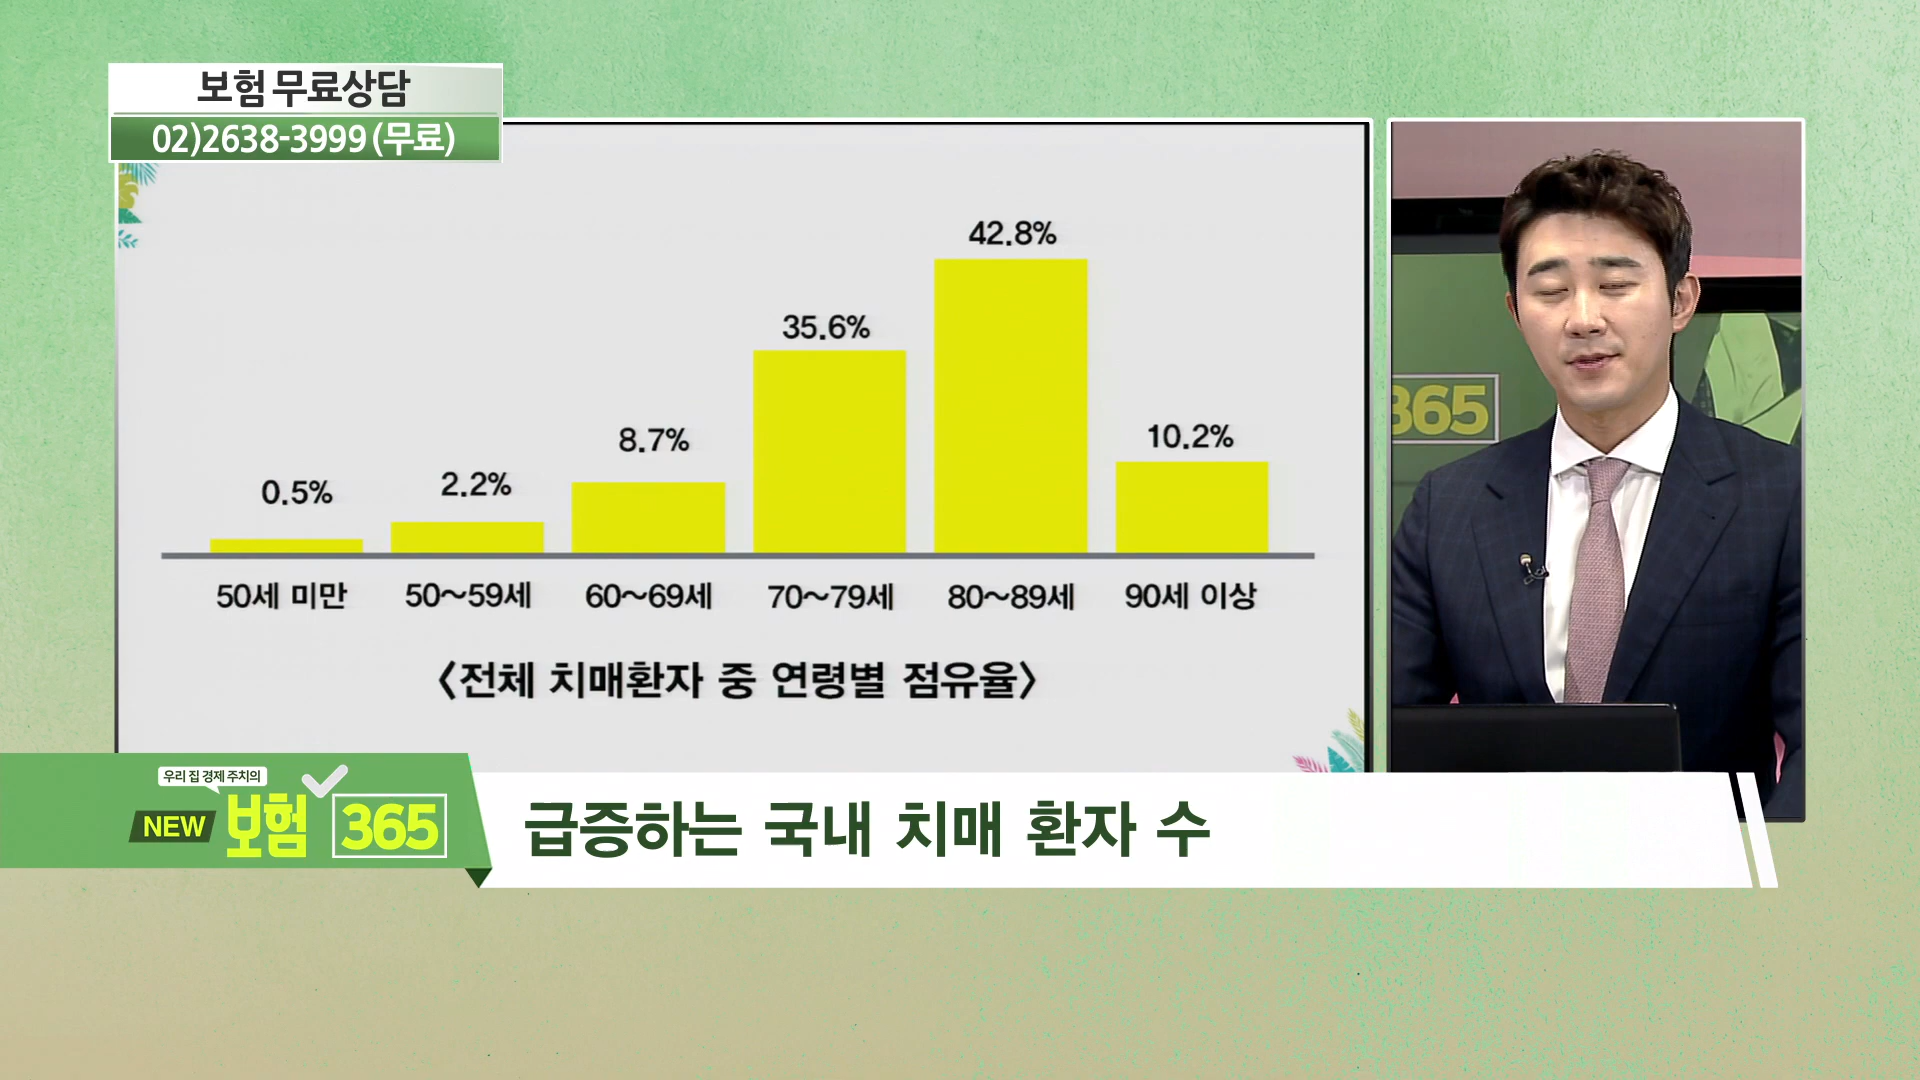 보험 무료상담
02)2638-3999 (무료)
42.8%
35.6%
8.7%
10.2%
0.5%
2.2%
50세 미만
50~59세
60~69세
70~79세
80~89세
90세 이상
<전체 치매환자 중 연령별 점유율>
365
우리 집 경제 주치의
NEW 보험 365
급증하는 국내 치매 환자 수